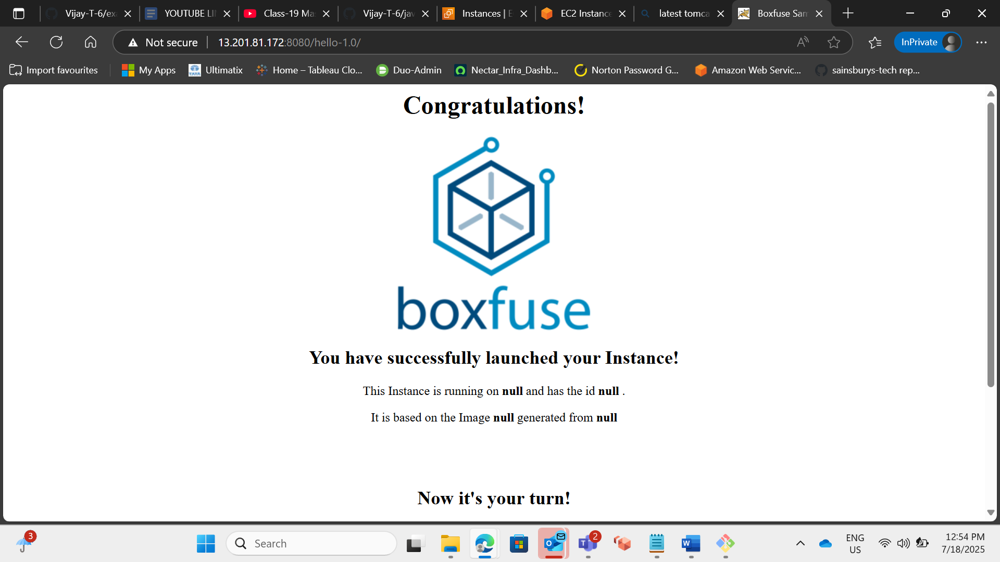 Vijay-T-6/exa
YOUTUBE LI
Class-19 Ma
Vijay-T-6/jav
Instances | E
EC2 Instance
latest tomca
Boxfuse Sam
Not secure
13.201.81.172:8080/hello-1.0/
InPrivate
Import favourites
My Apps
Ultimatix
Home – Tableau Clo...
Duo-Admin
Nectar_Infra_Dashb...
Norton Password G...
Amazon Web Servic...
sainsburys-tech rep...
Congratulations!
boxfuse
You have successfully launched your Instance!
This Instance is running on null and has the id null .
It is based on the Image null generated from null
Now it's your turn!
3
Search
2
ENG
US
12:54 PM
7/18/2025